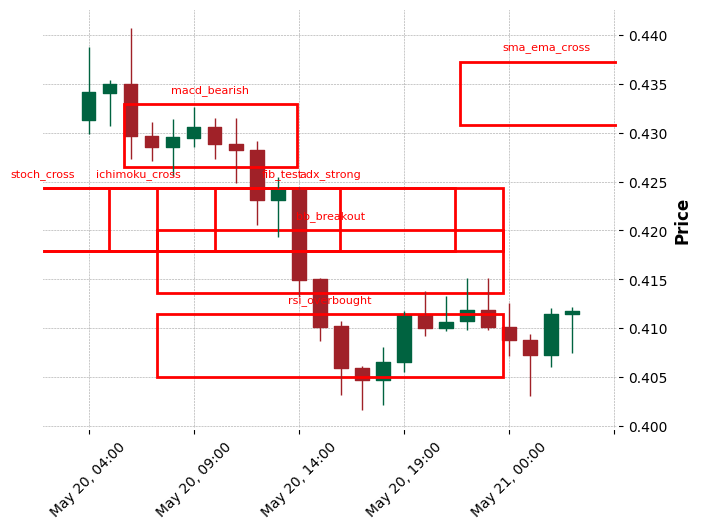 0.440
sma_ema_cross
0.435
macd_bearish
0.430
stoch_cross
ichimoku_cross
fib_test
adx_strong
0.425
bb_breakout
0.420
Price
0.415
rsi_overbought
0.410
0.405
0.400
May 20, 04:00
May 20, 09:00
May 20, 14:00
May 20, 19:00
May 21, 00:00